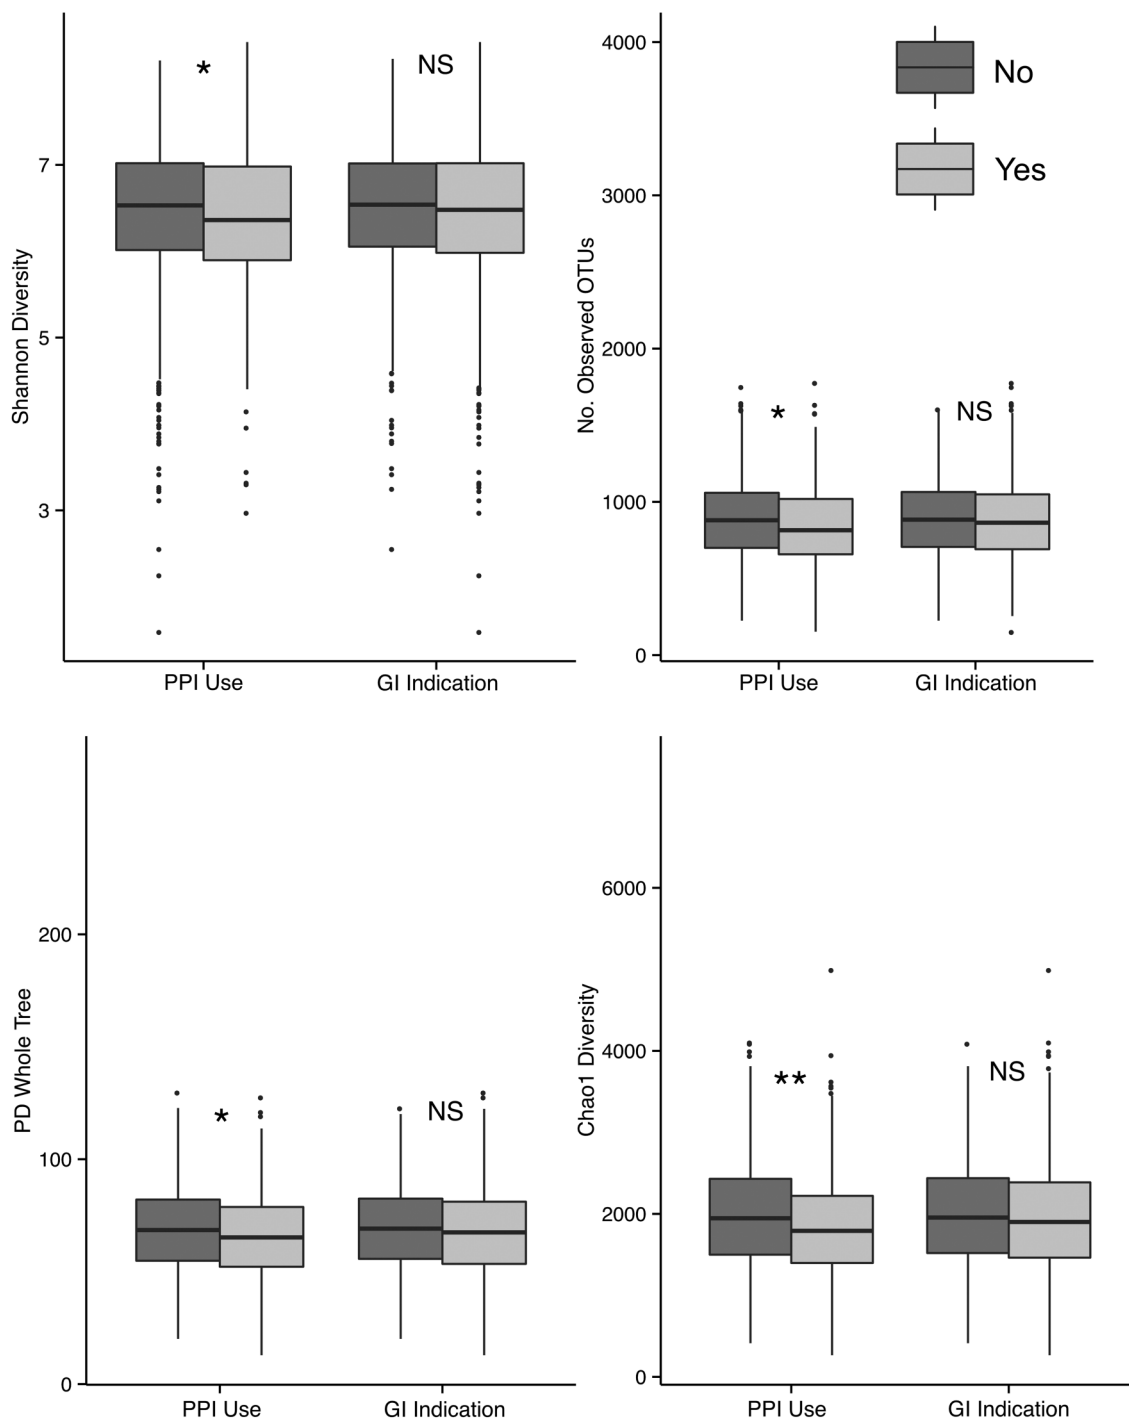 Shannon Diversity
7
5
3
*
NS
PPI Use
GI Indication
No. Observed OTUs
4000
3000
2000
1000
0
No
Yes
*
NS
PPI Use
GI Indication
PD Whole Tree
200
100
0
*
NS
PPI Use
GI Indication
Chao1 Diversity
6000
4000
2000
0
**
NS
PPI Use
GI Indication